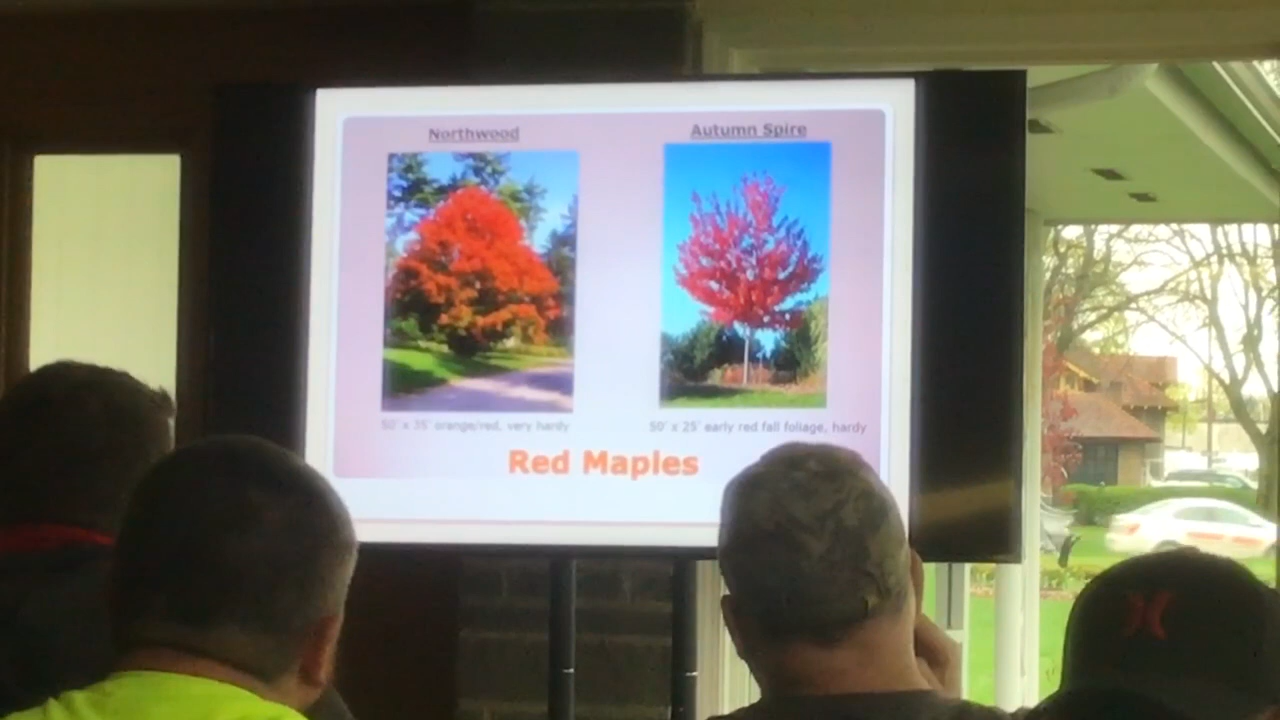 Northwood
Autumn Spire
50' x 35' orange/red, very hardy
50' x 25' early red fall foliage, hardy
Red Maples